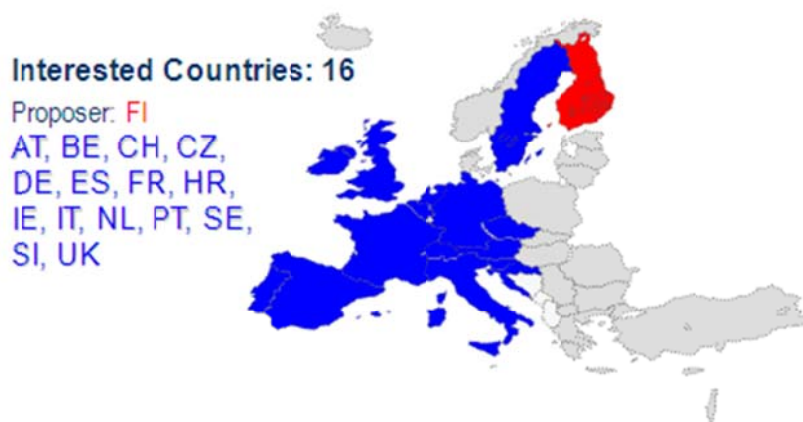 Interested Countries: 16
Proposer: FI
AT, BE, CH, CZ,
DE, ES, FR, HR,
IE, IT, NL, PT, SE,
SI, UK